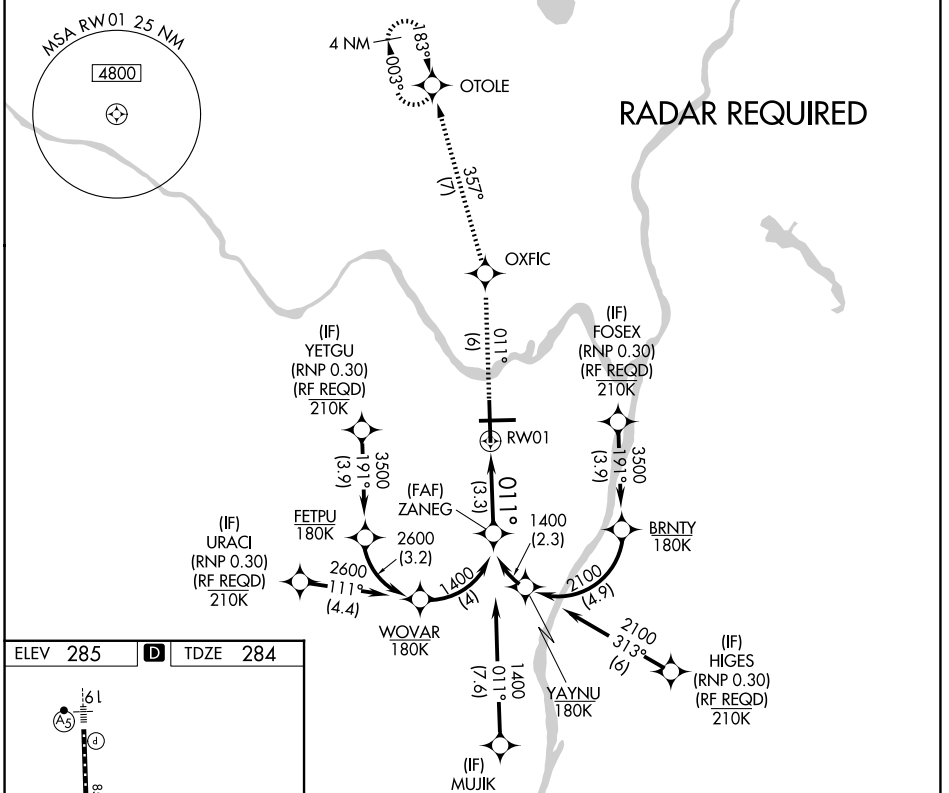 MSA RW01 25 NM
4800
4 NM
183°
003°
OTOLE
RADAR REQUIRED
357°
(7)
OXFIC
011°
(6)
(IF)
YETGU
(RNP 0.30)
(RF REQD)
210K
(IF)
FOSEX
(RNP 0.30)
(RF REQD)
210K
RW01
3500
191°
(3.9)
011°
(3.3)
3500
191°
(3.9)
(FAF)
ZANEG
FETPU
180K
2600
(3.2)
1400
(2.3)
BRNTY
180K
(IF)
URACI
(RNP 0.30)
(RF REQD)
210K
2600
111°
(4.4)
1400
(4)
2100
(4.9)
WOVAR
180K
2100
313°
(6)
(IF)
HIGES
(RNP 0.30)
(RF REQD)
210K
YAYNU
180K
1400
011°
(7.6)
(IF)
MUJIK
ELEV 285 D TDZE 284
19
A5
P